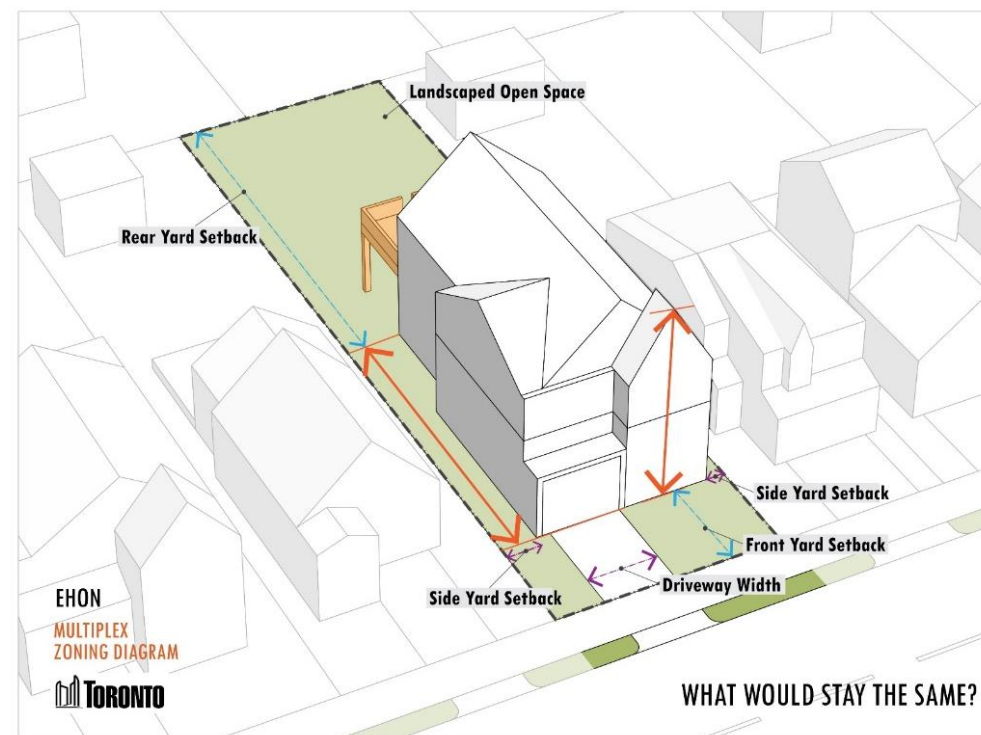 Landscaped Open Space
Rear Yard Setback
Side Yard Setback
Front Yard Setback
Driveway Width
Side Yard Setback
EHON
MULTIPLEX
ZONING DIAGRAM
TORONTO
WHAT WOULD STAY THE SAME?